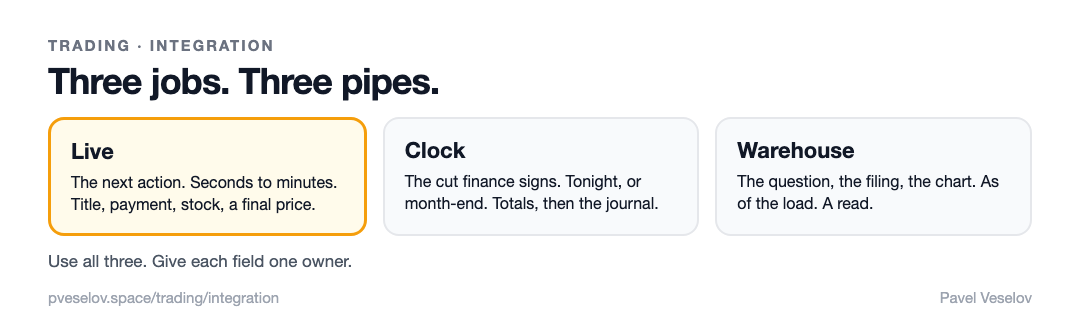 TRADING · INTEGRATION
Three jobs. Three pipes.
Live
The next action. Seconds to minutes.
Title, payment, stock, a final price.
Clock
The cut finance signs. Tonight, or
month-end. Totals, then the journal.
Warehouse
The question, the filing, the chart. As
of the load. A read.
Use all three. Give each field one owner.
pveselov.space/trading/integration
Pavel Veselov